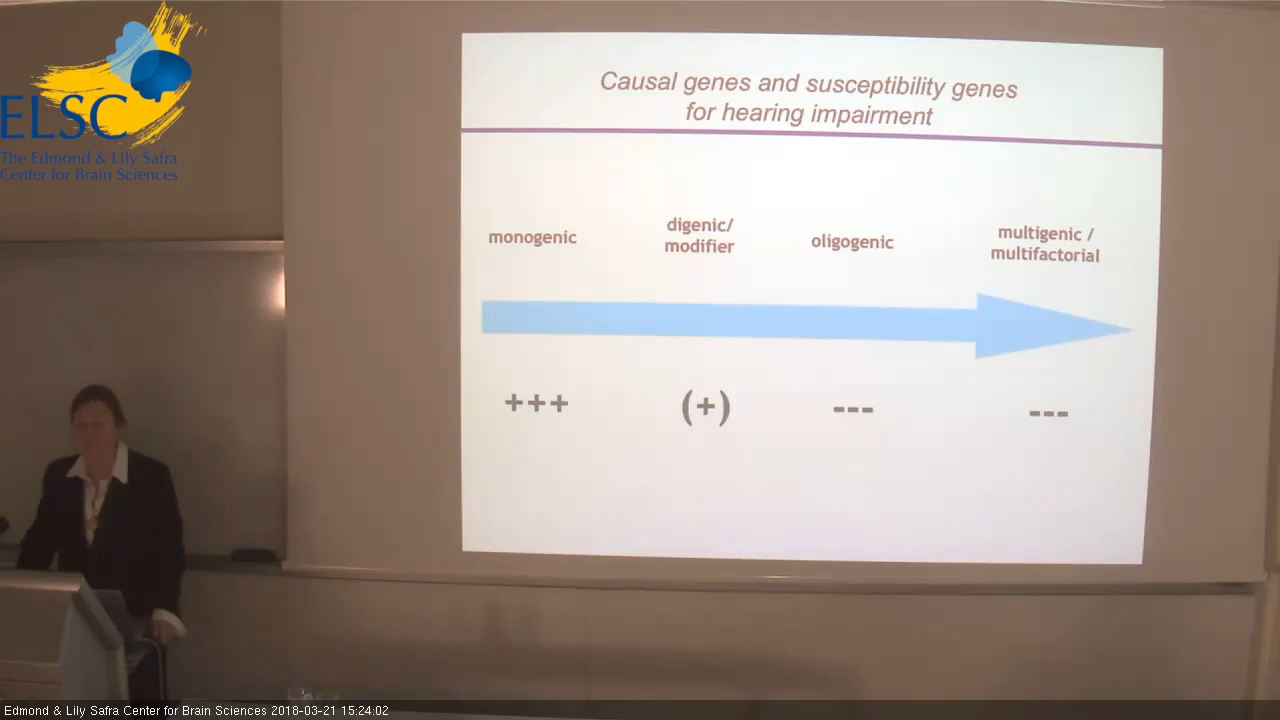 ELSC
The Edmond & Lily Safra
Center for Brain Sciences
Causal genes and susceptibility genes
for hearing impairment
monogenic
digenic/
modifier
oligogenic
multigenic /
multifactorial
+++
(+)
---
---
Edmond & Lily Safra Center for Brain Sciences 2018-03-21 15:24:02